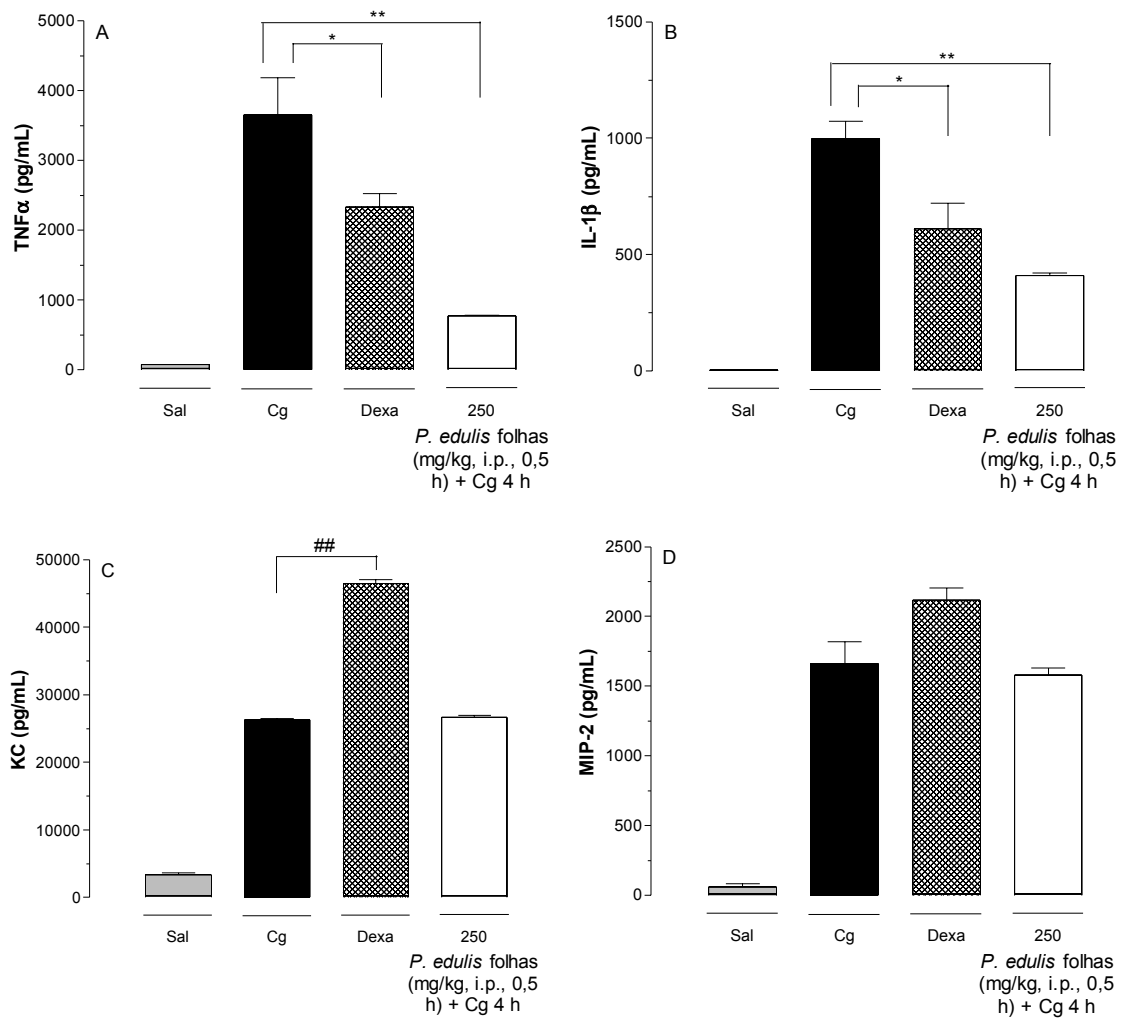 A
**
*
5000
4000
3000
2000
1000
0
TNFα (pg/mL)
Sal
Cg
Dexa
250
P. edulis folhas
(mg/kg, i.p., 0,5
h) + Cg 4 h
B
**
*
1500
1000
500
0
IL-1β (pg/mL)
Sal
Cg
Dexa
250
P. edulis folhas
(mg/kg, i.p., 0,5
h) + Cg 4 h
C
##
50000
40000
30000
20000
10000
0
KC (pg/mL)
Sal
Cg
Dexa
250
P. edulis folhas
(mg/kg, i.p., 0,5
h) + Cg 4 h
D
2500
2000
1500
1000
500
0
MIP-2 (pg/mL)
Sal
Cg
Dexa
250
P. edulis folhas
(mg/kg, i.p., 0,5
h) + Cg 4 h